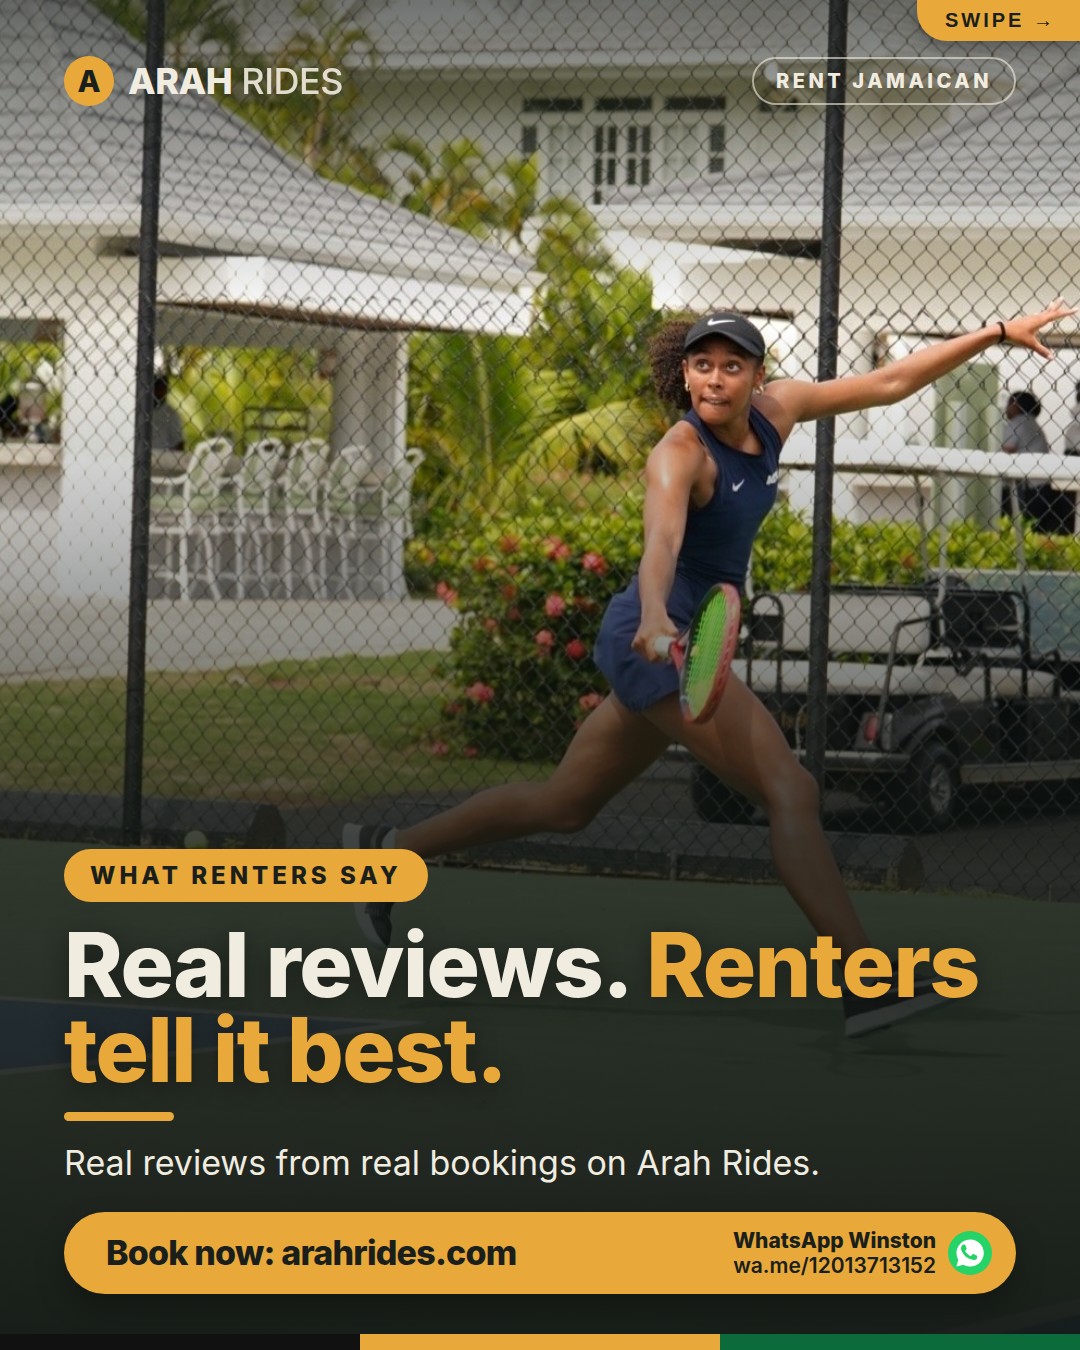 SWIPE →
A ARAH RIDES
RENT JAMAICAN
WHAT RENTERS SAY
Real reviews. Renters
tell it best.
Real reviews from real bookings on Arah Rides.
Book now: arahrides.com
WhatsApp Winston
wa.me/12013713152